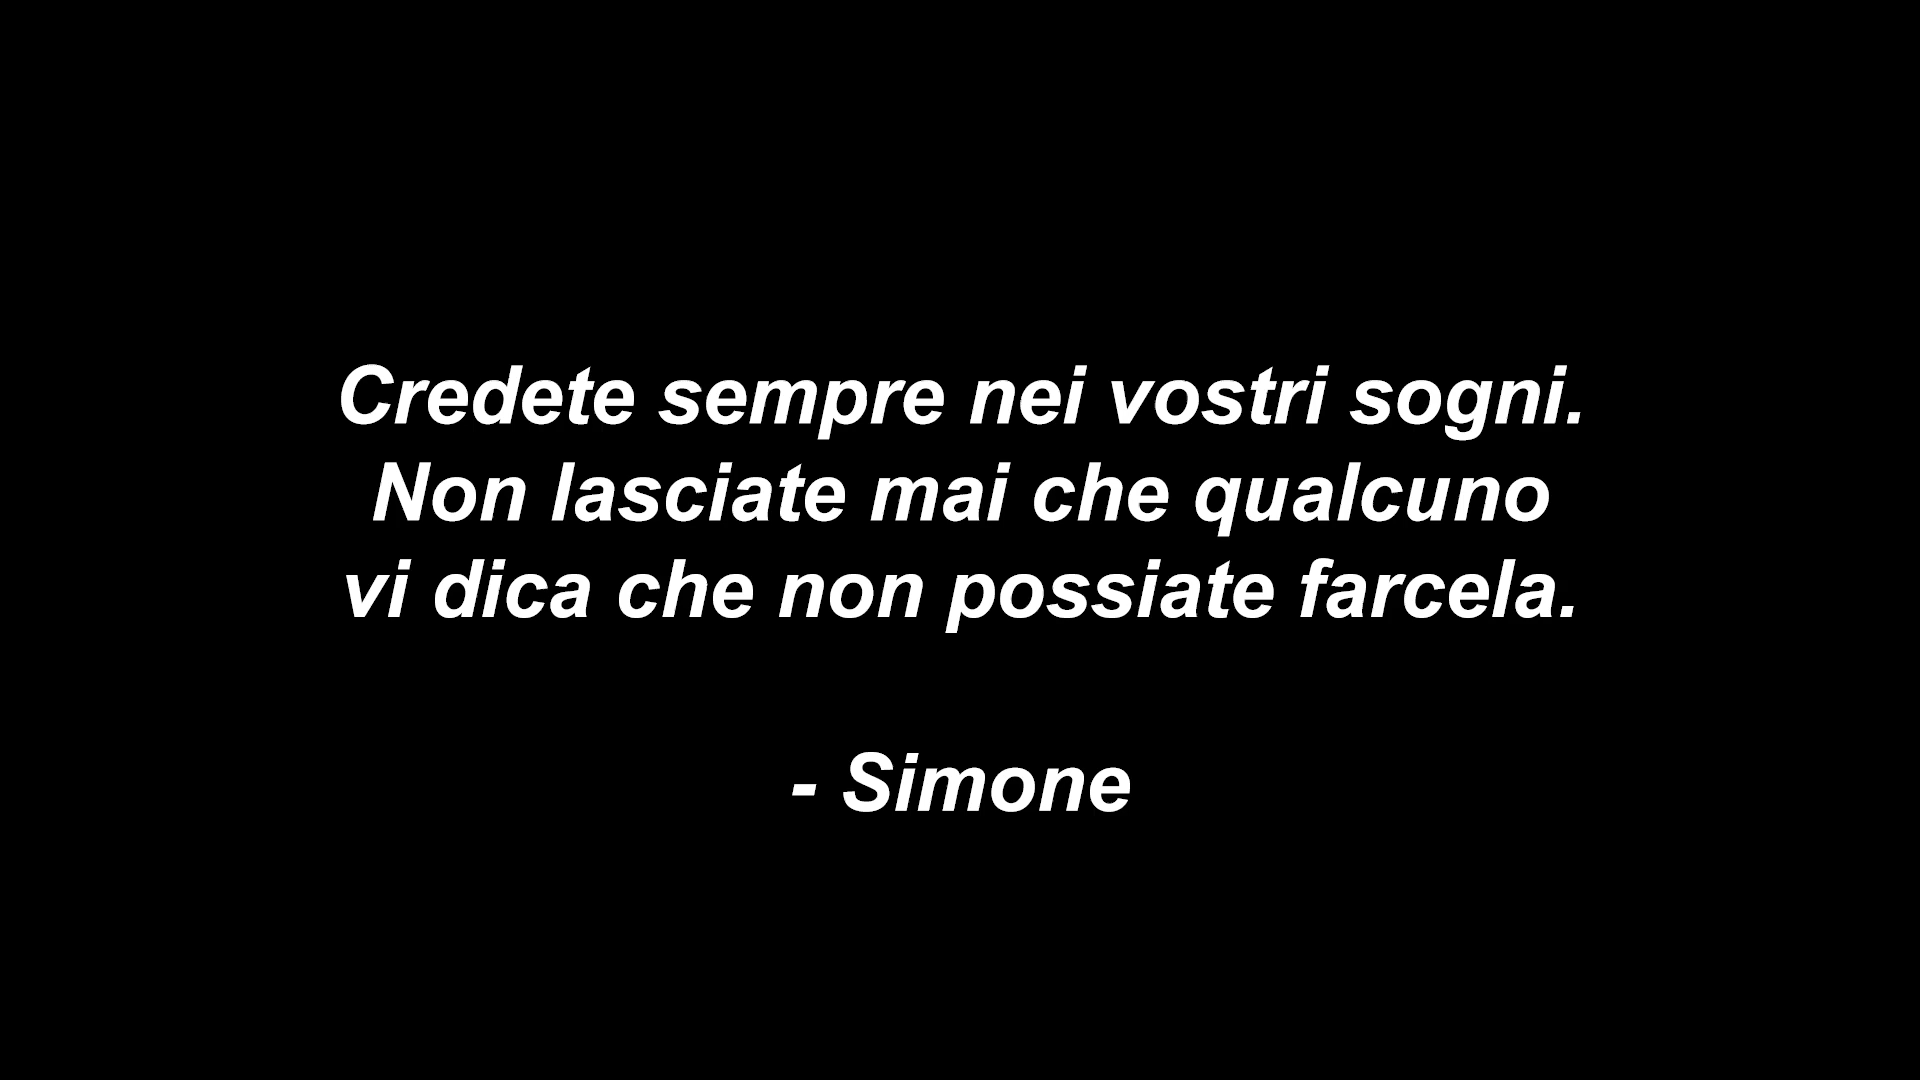 Credete sempre nei vostri sogni.
Non lasciate mai che qualcuno
vi dica che non possiate farcela.
- Simone